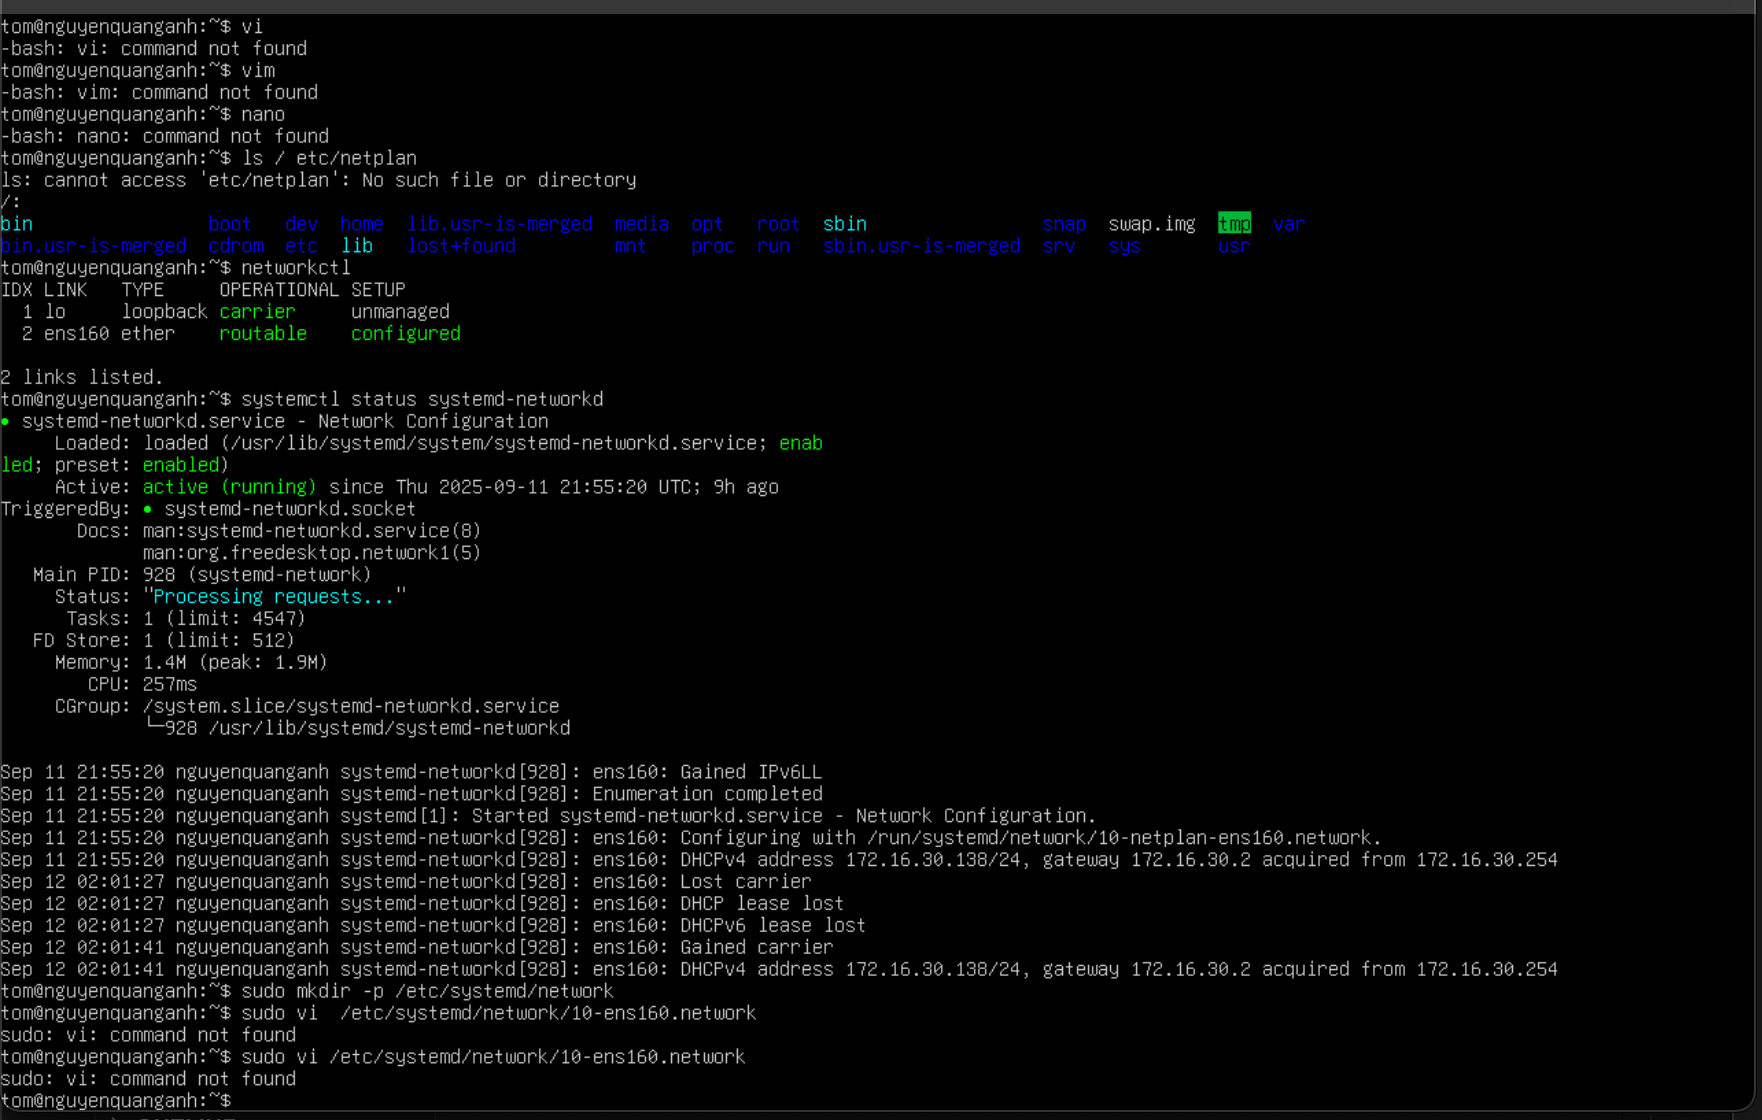 tom@nguyenquanganh:~$ vi
-bash: vi: command not found
tom@nguyenquanganh:~$ vim
-bash: vim: command not found
tom@nguyenquanganh:~$ nano
-bash: nano: command not found
tom@nguyenquanganh:~$ ls / etc/netplan
ls: cannot access 'etc/netplan': No such file or directory
/:
bin                boot   dev  home  lib.usr-is-merged  media  opt   root  sbin                snap  swap.img  tmp  var
bin.usr-is-merged  cdrom  etc  lib   lost+found         mnt    proc  run   sbin.usr-is-merged  srv   sys       usr
tom@nguyenquanganh:~$ networkctl
IDX LINK   TYPE     OPERATIONAL SETUP
  1 lo     loopback carrier     unmanaged
  2 ens160 ether    routable    configured

2 links listed.
tom@nguyenquanganh:~$ systemctl status systemd-networkd
● systemd-networkd.service - Network Configuration
     Loaded: loaded (/usr/lib/systemd/system/systemd-networkd.service; enab
led; preset: enabled)
     Active: active (running) since Thu 2025-09-11 21:55:20 UTC; 9h ago
TriggeredBy: ● systemd-networkd.socket
       Docs: man:systemd-networkd.service(8)
             man:org.freedesktop.network1(5)
   Main PID: 928 (systemd-network)
     Status: "Processing requests..."
      Tasks: 1 (limit: 4547)
   FD Store: 1 (limit: 512)
     Memory: 1.4M (peak: 1.9M)
        CPU: 257ms
     CGroup: /system.slice/systemd-networkd.service
             └─928 /usr/lib/systemd/systemd-networkd

Sep 11 21:55:20 nguyenquanganh systemd-networkd[928]: ens160: Gained IPv6LL
Sep 11 21:55:20 nguyenquanganh systemd-networkd[928]: Enumeration completed
Sep 11 21:55:20 nguyenquanganh systemd[1]: Started systemd-networkd.service - Network Configuration.
Sep 11 21:55:20 nguyenquanganh systemd-networkd[928]: ens160: Configuring with /run/systemd/network/10-netplan-ens160.network.
Sep 11 21:55:20 nguyenquanganh systemd-networkd[928]: ens160: DHCPv4 address 172.16.30.138/24, gateway 172.16.30.2 acquired from 172.16.30.254
Sep 12 02:01:27 nguyenquanganh systemd-networkd[928]: ens160: Lost carrier
Sep 12 02:01:27 nguyenquanganh systemd-networkd[928]: ens160: DHCP lease lost
Sep 12 02:01:27 nguyenquanganh systemd-networkd[928]: ens160: DHCPv6 lease lost
Sep 12 02:01:41 nguyenquanganh systemd-networkd[928]: ens160: Gained carrier
Sep 12 02:01:41 nguyenquanganh systemd-networkd[928]: ens160: DHCPv4 address 172.16.30.138/24, gateway 172.16.30.2 acquired from 172.16.30.254
tom@nguyenquanganh:~$ sudo mkdir -p /etc/systemd/network
tom@nguyenquanganh:~$ sudo vi  /etc/systemd/network/10-ens160.network
sudo: vi: command not found
tom@nguyenquanganh:~$ sudo vi /etc/systemd/network/10-ens160.network
sudo: vi: command not found
tom@nguyenquanganh:~$